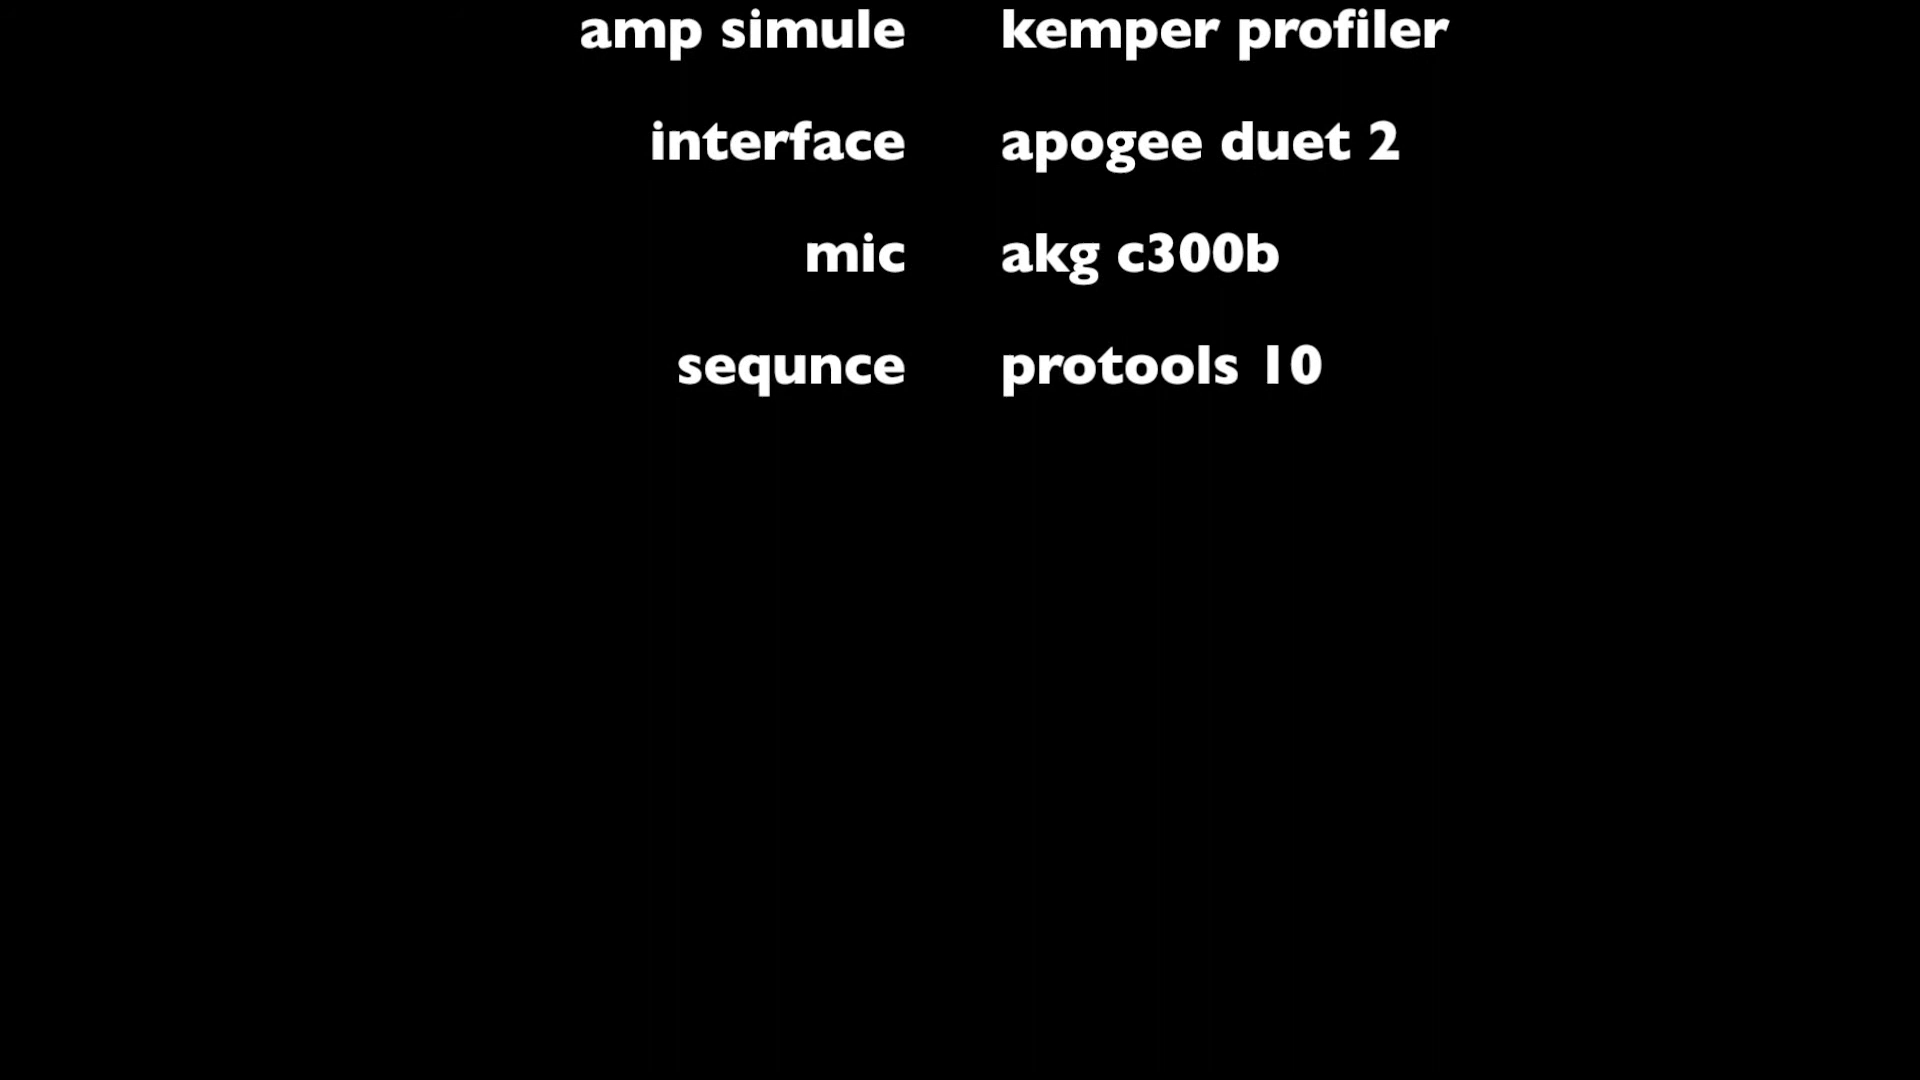 amp simule kemper profiler
interface apogee duet 2
mic akg c300b
sequnce protools 10